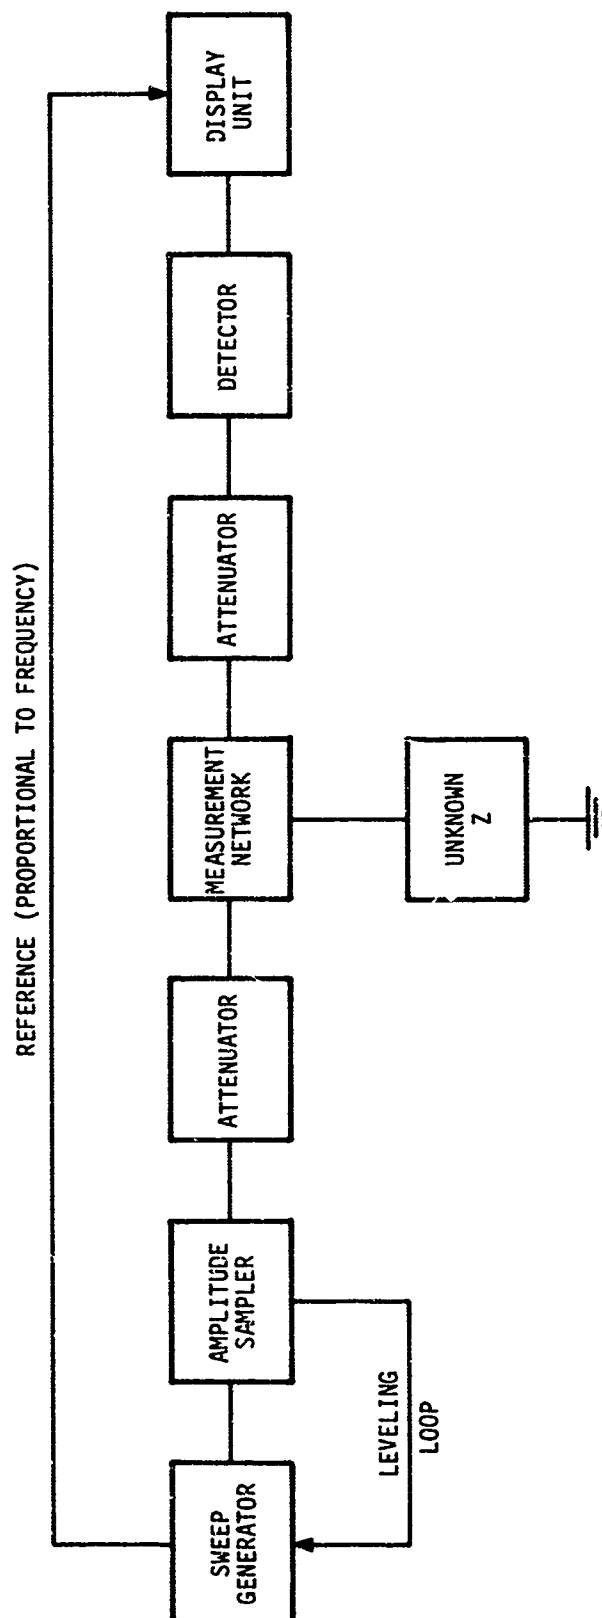 REFERENCE (PROPORTIONAL TO FREQUENCY)
SWEEP
GENERATOR
AMPLITUDE
SAMPLER
ATTENUATOR
MEASUREMENT
NETWORK
ATTENUATOR
DETECTOR
DISPLAY
UNIT
LEVELING
LOOP
UNKNOWN
Z